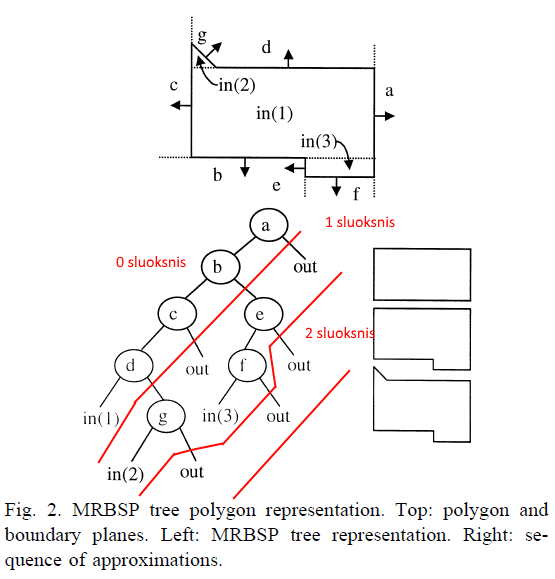 g
d
c
in(2)
a
in(1)
in(3)
b
e
f
a
1 sluoksnis
0 sluoksnis
b
out
c
e
2 sluoksnis
d
out
f
out
in(1)
g
in(3)
out
in(2)
out
Fig. 2. MRBSP tree polygon representation. Top: polygon and
boundary planes. Left: MRBSP tree representation. Right: se-
quence of approximations.